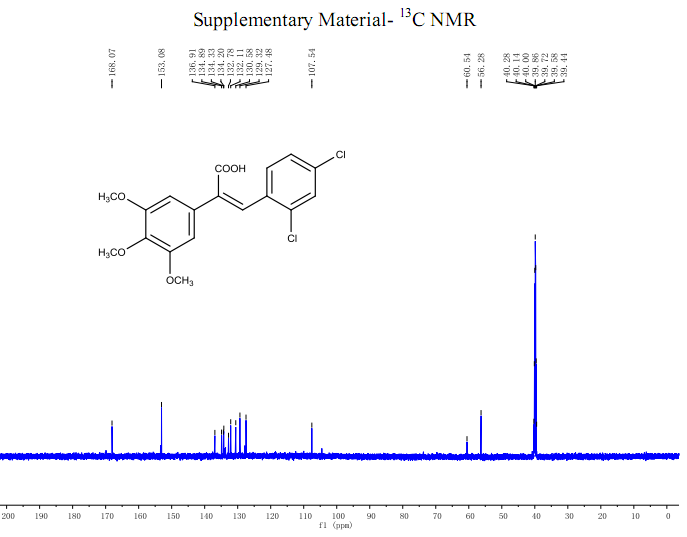 Supplementary Material- ¹³C NMR
168.07
153.08
136.91
134.89
134.33
134.20
132.78
132.11
130.58
129.32
127.48
107.54
60.54
56.28
40.28
40.14
40.00
39.86
39.72
39.58
39.44
Cl
COOH
H₃CO
Cl
H₃CO
OCH₃
200 190 180 170 160 150 140 130 120 110 100 90 80 70 60 50 40 30 20 10 0
f1 (ppm)